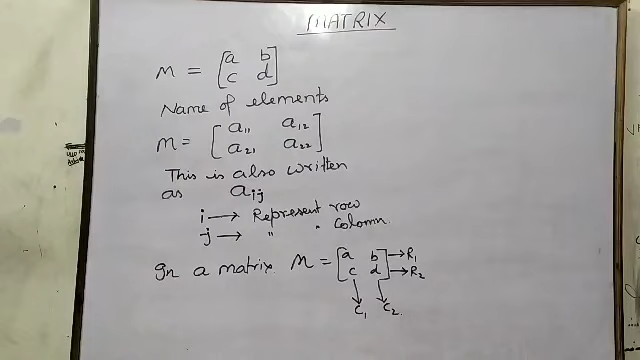 MATRIX
M = [a b
c d]
Name of elements
M = [a₁₁ a₁₂
a₂₁ a₂₂]
This is also written
as aᵢⱼ
i → Represent row
j → " " Colomn.
In a matrix M = [a b → R₁
c d] → R₂
C₁ C₂.